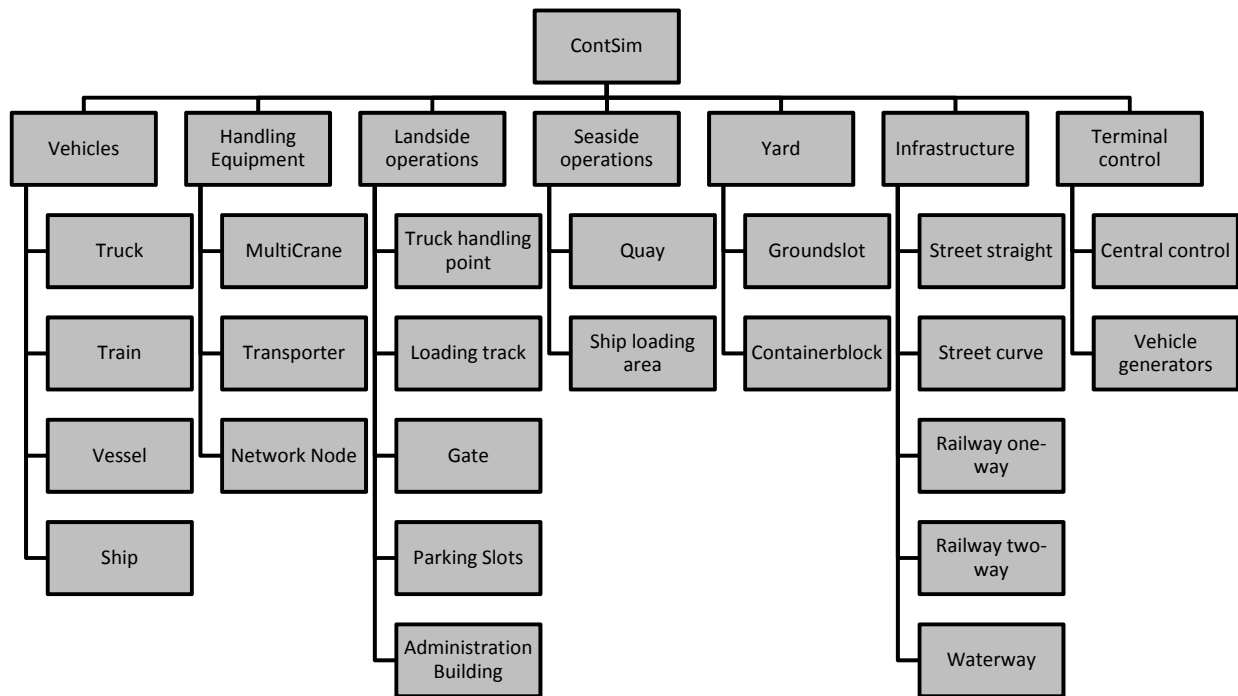 ContSim
Vehicles
Handling
Equipment
Landside
operations
Seaside
operations
Yard
Infrastructure
Terminal
control
Truck
MultiCrane
Truck handling
point
Quay
Groundslot
Street straight
Central control
Train
Transporter
Loading track
Ship loading
area
Containerblock
Street curve
Vehicle
generators
Vessel
Network Node
Gate
Railway one-
way
Ship
Parking Slots
Railway two-
way
Administration
Building
Waterway